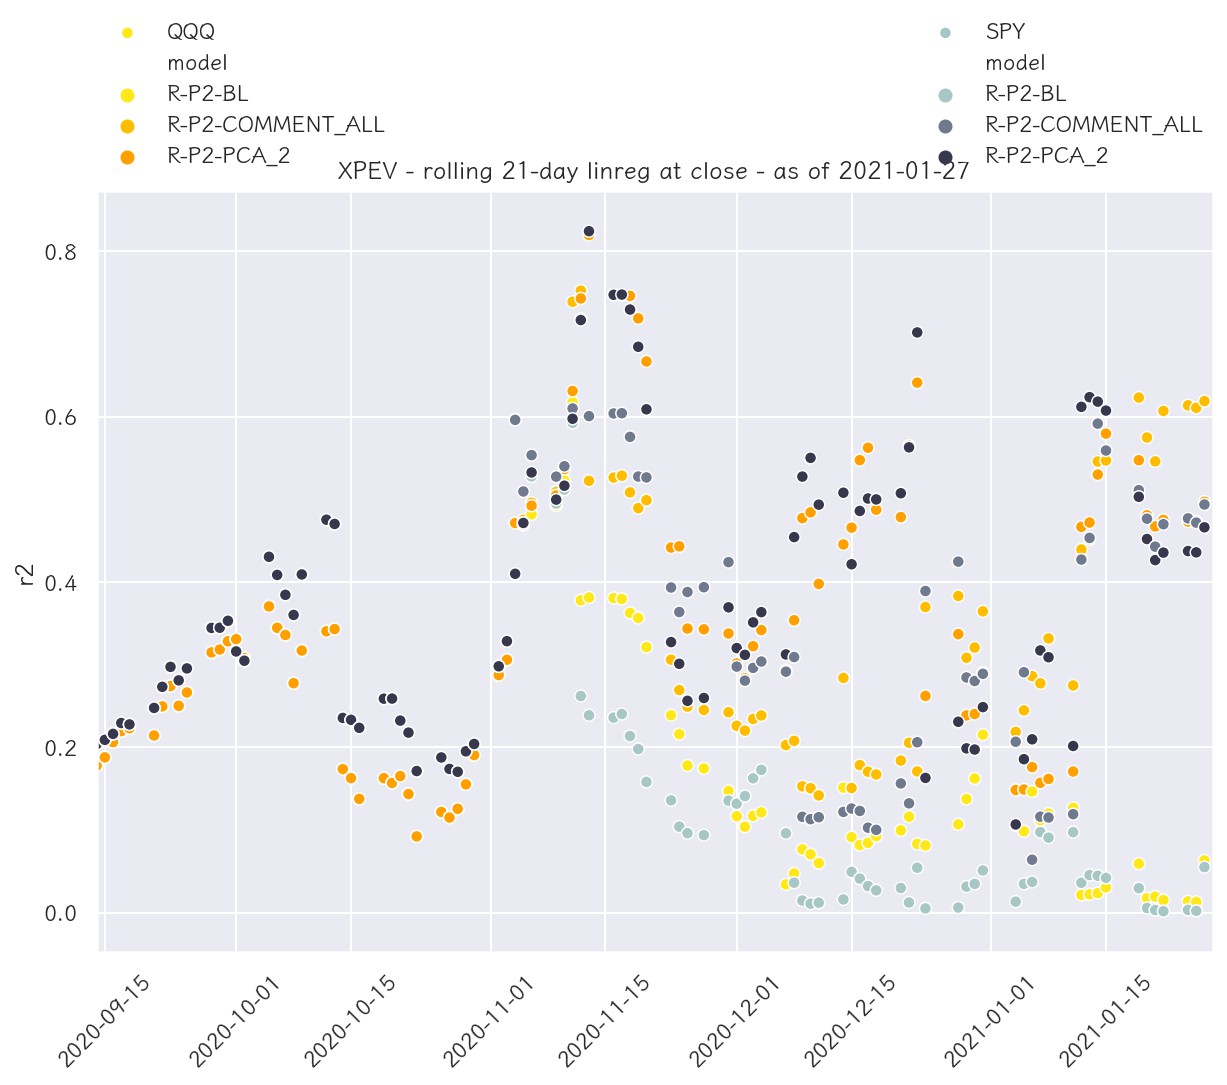 QQQ
model
R-P2-BL
R-P2-COMMENT_ALL
R-P2-PCA_2
SPY
model
R-P2-BL
R-P2-COMMENT_ALL
R-P2-PCA_2
XPEV - rolling 21-day linreg at close - as of 2021-01-27
0.8
0.6
0.4
0.2
0.0
r2
2020-09-15
2020-10-01
2020-10-15
2020-11-01
2020-11-15
2020-12-01
2020-12-15
2021-01-01
2021-01-15